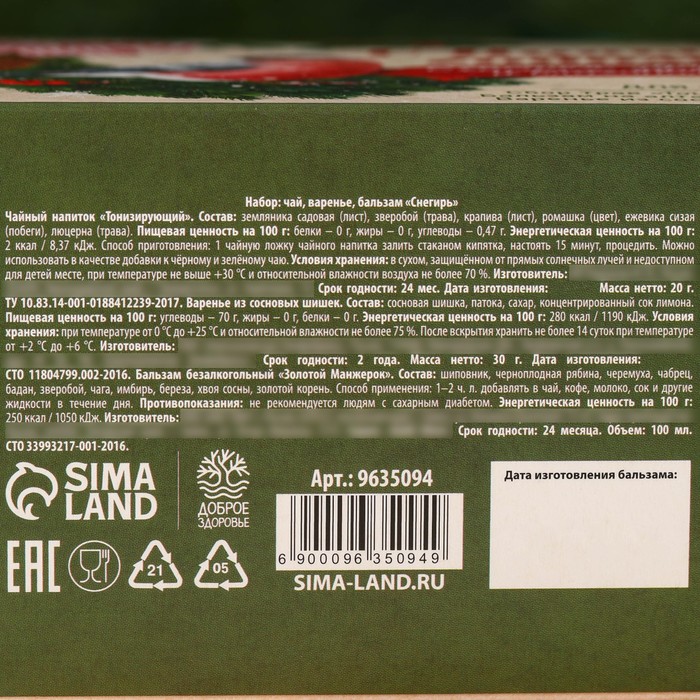 Набор: чай, варенье, бальзам «Снегирь»
Чайный напиток «Тонизирующий». Состав: земляника садовая (лист), зверобой (трава), крапива (лист), ромашка (цвет), ежевика сизая
(побеги), люцерна (трава). Пищевая ценность на 100 г: белки – 0 г, жиры – 0 г, углеводы – 0,47 г. Энергетическая ценность на 100 г:
2 ккал / 8,37 кДж. Способ приготовления: 1 чайную ложку чайного напитка залить стаканом кипятка, настоять 15 минут, процедить. Можно
использовать в качестве добавки к чёрному и зелёному чаю. Условия хранения: в сухом, защищённом от прямых солнечных лучей и недоступном
для детей месте, при температуре не выше +30 °С и относительной влажности воздуха не более 70 %. Изготовитель:
Срок годности: 24 мес. Дата изготовления: Масса нетто: 20 г.
ТУ 10.83.14-001-0188412239-2017. Варенье из сосновых шишек. Состав: сосновая шишка, патока, сахар, концентрированный сок лимона.
Пищевая ценность на 100 г: углеводы – 70 г, жиры – 0 г, белки – 0 г. Энергетическая ценность на 100 г: 280 ккал / 1190 кДж. Условия
хранения: при температуре от 0 °С до +25 °С и относительной влажности не более 75 %. После вскрытия хранить не более 14 суток при температуре
от +2 °С до +6 °С. Изготовитель:
Срок годности: 2 года. Масса нетто: 30 г. Дата изготовления:
СТО 11804799.002-2016. Бальзам безалкогольный «Золотой Манжерок». Состав: шиповник, черноплодная рябина, черемуха, чабрец,
бадан, зверобой, чага, имбирь, береза, хвоя сосны, золотой корень. Способ применения: 1–2 ч. л. добавлять в чай, кофе, молоко, сок и другие
жидкости в течение дня. Противопоказания: не рекомендуется людям с сахарным диабетом. Энергетическая ценность на 100 г:
250 ккал / 1050 кДж. Изготовитель:
Срок годности: 24 месяца. Объем: 100 мл.
СТО 33993217-001-2016.
SIMA
LAND
ДОБРОЕ
ЗДОРОВЬЕ
Арт.: 9635094
6 900096 350949
SIMA-LAND.RU
Дата изготовления бальзама:
EAC
21
05